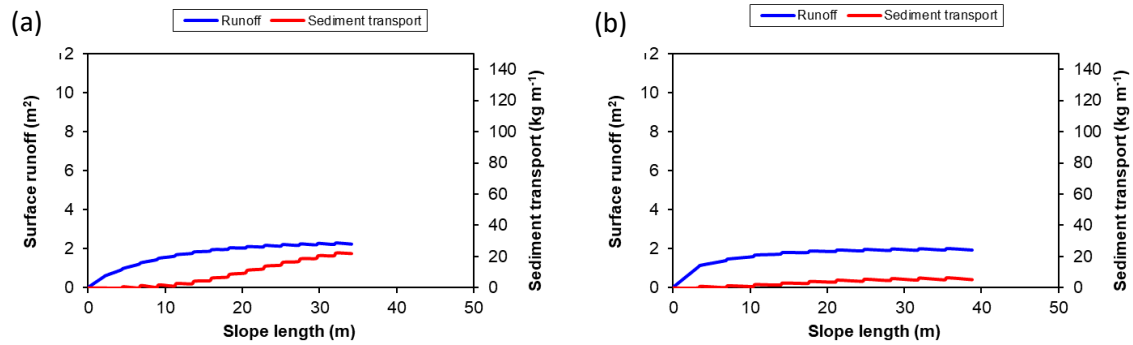 (a)
Runoff Sediment transport
Surface runoff (m²)
12
10
8
6
4
2
0
140
120
100
80
60
40
20
0
Sediment transport (kg m⁻¹)
0 10 20 30 40 50
Slope length (m)
(b)
Runoff Sediment transport
Surface runoff (m²)
12
10
8
6
4
2
0
140
120
100
80
60
40
20
0
Sediment transport (kg m⁻¹)
0 10 20 30 40 50
Slope length (m)